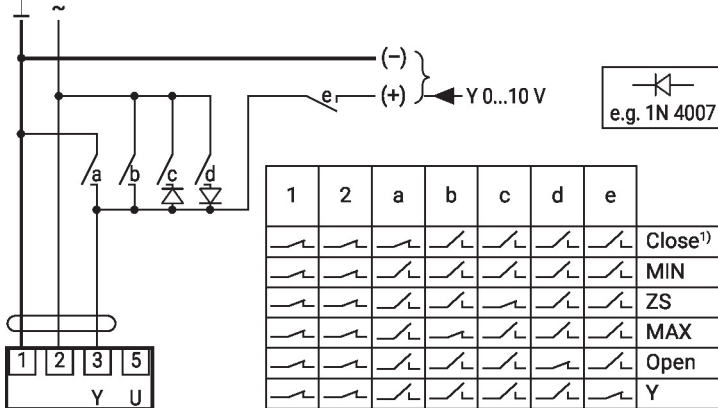 ⊥ ~
(–)
e (+) Y 0...10 V
e.g. 1N 4007
a b c d
1 2 a b c d e
Close¹⁾
MIN
ZS
MAX
Open
Y
1 2 3 5
Y U